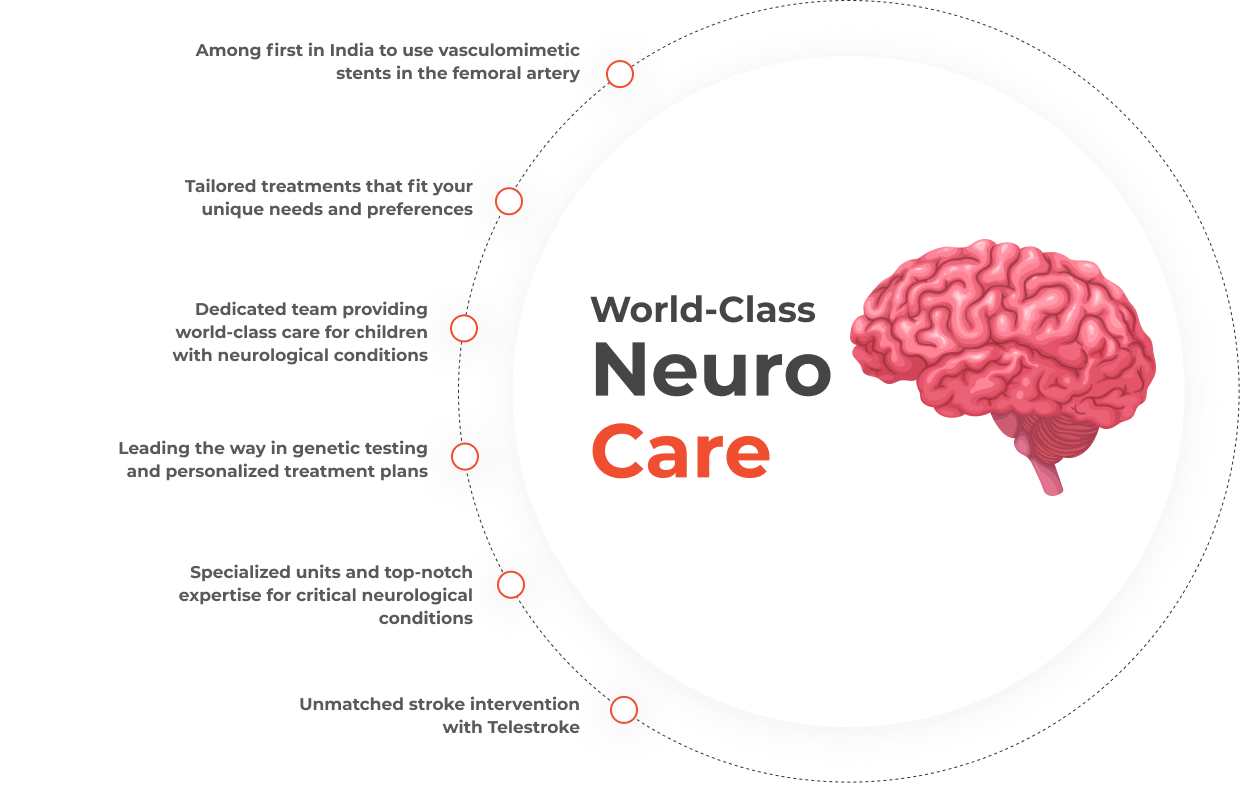 Among first in India to use vasculomimetic
stents in the femoral artery
Tailored treatments that fit your
unique needs and preferences
Dedicated team providing
world-class care for children
with neurological conditions
Leading the way in genetic testing
and personalized treatment plans
Specialized units and top-notch
expertise for critical neurological
conditions
Unmatched stroke intervention
with Telestroke
World-Class
Neuro
Care